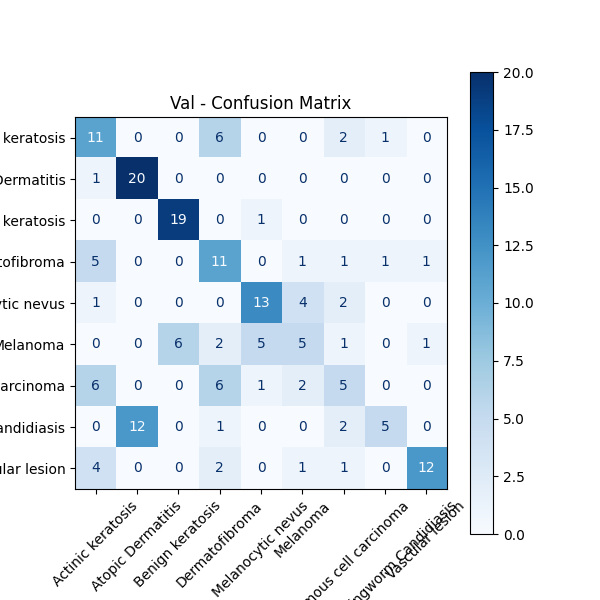 Val - Confusion Matrix
keratosis 11 0 0 6 0 0 2 1 0
Dermatitis 1 20 0 0 0 0 0 0 0
keratosis 0 0 19 0 1 0 0 0 0
tofibroma 5 0 0 11 0 1 1 1 1
ytic nevus 1 0 0 0 13 4 2 0 0
Melanoma 0 0 6 2 5 5 1 0 1
arcinoma 6 0 0 6 1 2 5 0 0
andidiasis 0 12 0 1 0 0 2 5 0
ular lesion 4 0 0 2 0 1 1 0 12
Actinic keratosis
Atopic Dermatitis
Benign keratosis
Dermatofibroma
Melanocytic nevus
Melanoma
mous cell carcinoma
ngworm Candidiasis
Vascular lesion
20.0
17.5
15.0
12.5
10.0
7.5
5.0
2.5
0.0